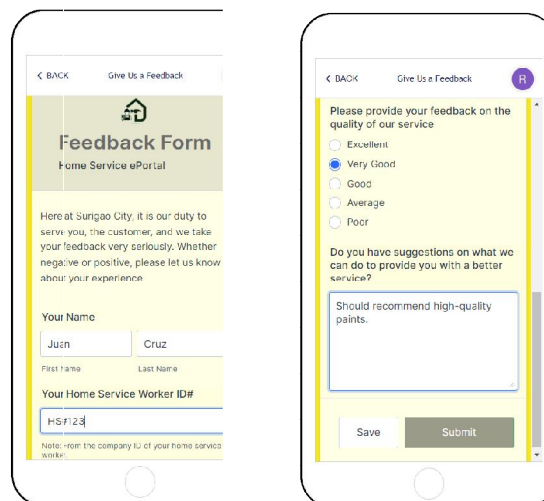 BACK
Give Us a Feedback
Feedback Form
Home Service ePortal
Here at Surigao City, it is our duty to
serve you, the customer, and we take
your feedback very seriously. Whether
negative or positive, please let us know
about your experience
Your Name
Juan
Cruz
First Name
Last Name
Your Home Service Worker ID#
HS#123
Note: From the company ID of your home service
worker.
BACK
Give Us a Feedback
R
Please provide your feedback on the
quality of our service
Excellent
Very Good
Good
Average
Poor
Do you have suggestions on what we
can do to provide you with a better
service?
Should recommend high-quality
paints.
Save
Submit